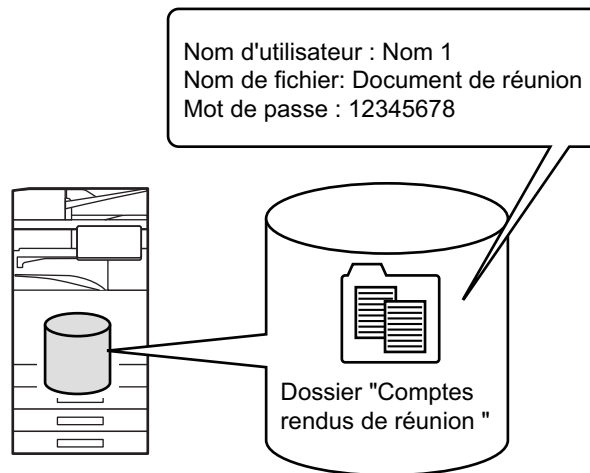 Nom d'utilisateur : Nom 1
Nom de fichier: Document de réunion
Mot de passe : 12345678
Dossier "Comptes
rendus de réunion "